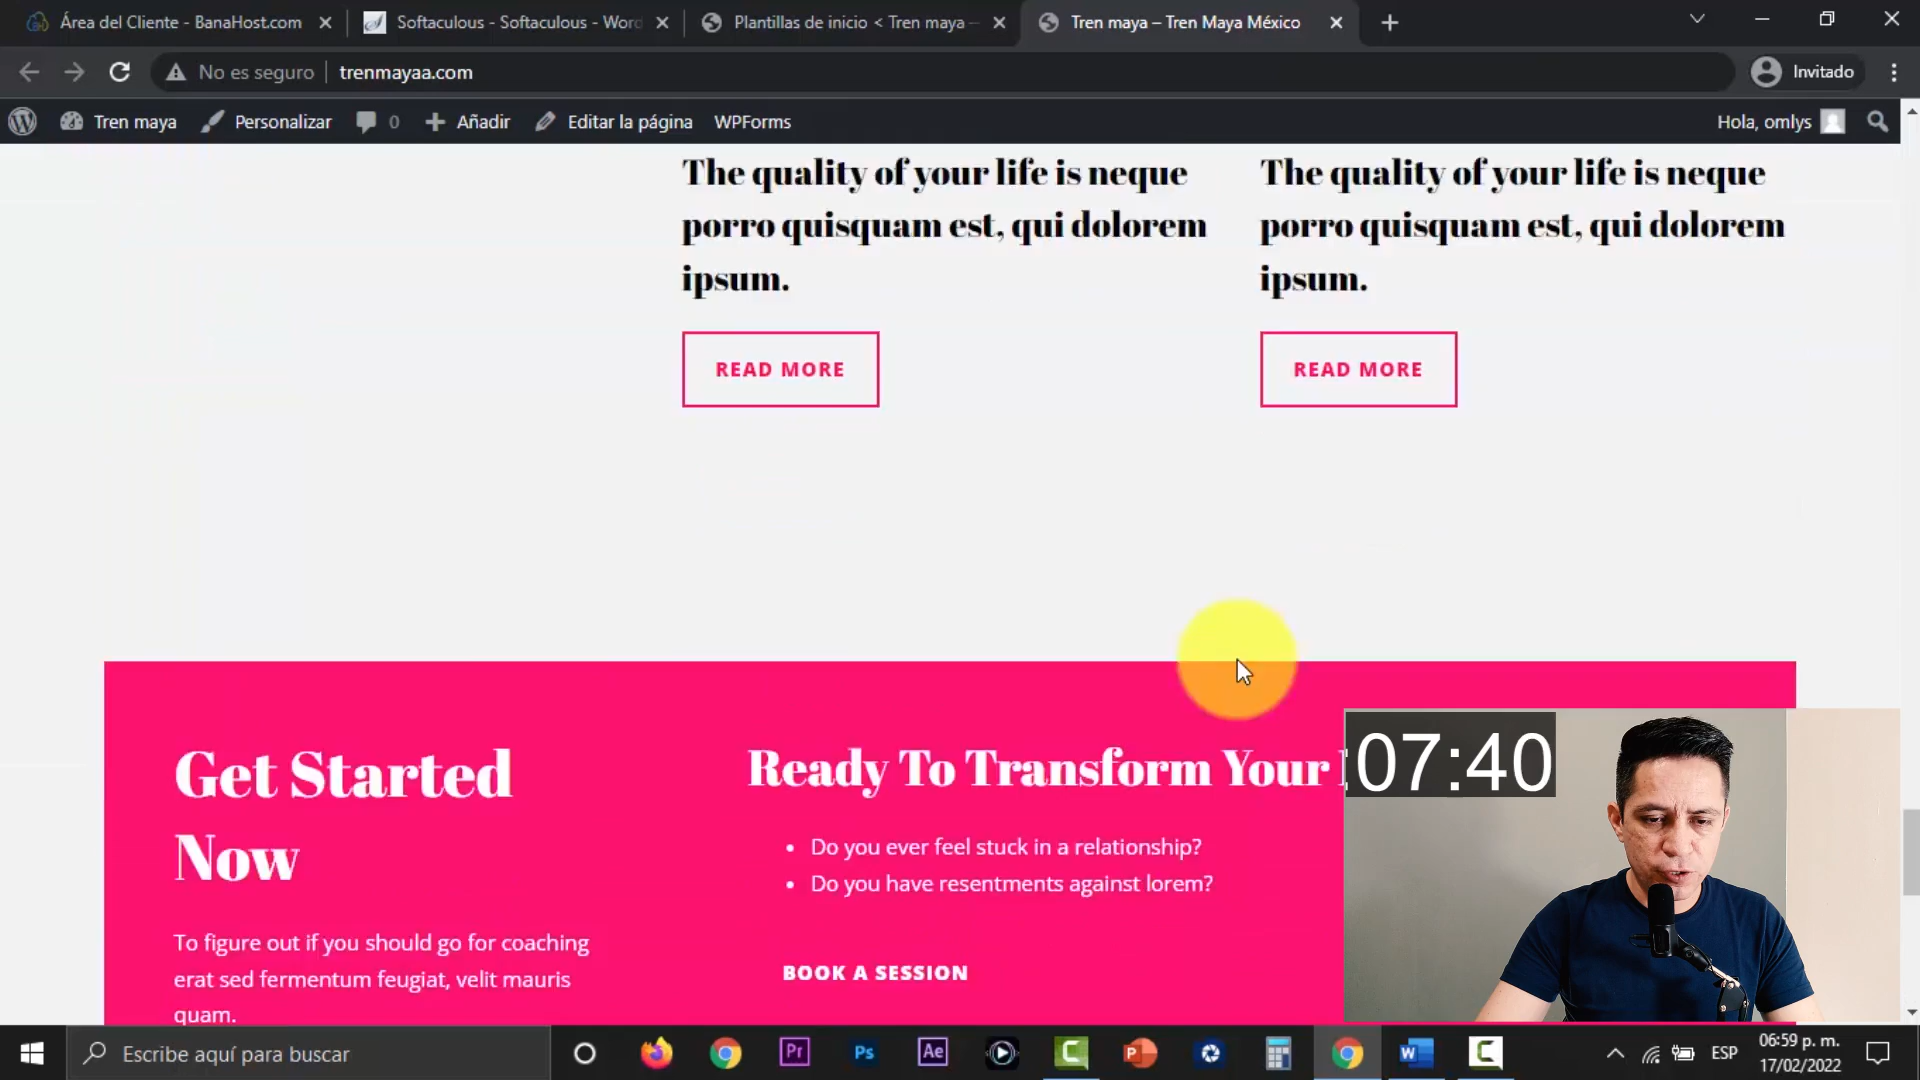 Área del Cliente - BanaHost.com
Softaculous - Softaculous - Word
Plantillas de inicio < Tren maya –
Tren maya – Tren Maya México
No es seguro
trenmayaa.com
Invitado
Tren maya
Personalizar
0
Añadir
Editar la página
WPForms
Hola, omlys
The quality of your life is neque
porro quisquam est, qui dolorem
ipsum.
READ MORE
The quality of your life is neque
porro quisquam est, qui dolorem
ipsum.
READ MORE
Get Started
Now
To figure out if you should go for coaching
erat sed fermentum feugiat, velit mauris
quam.
Ready To Transform Your
Do you ever feel stuck in a relationship?
Do you have resentments against lorem?
BOOK A SESSION
:07:40
Escribe aquí para buscar
Pr
Ps
Ae
C
P
W
C
ESP
06:59 p. m.
17/02/2022